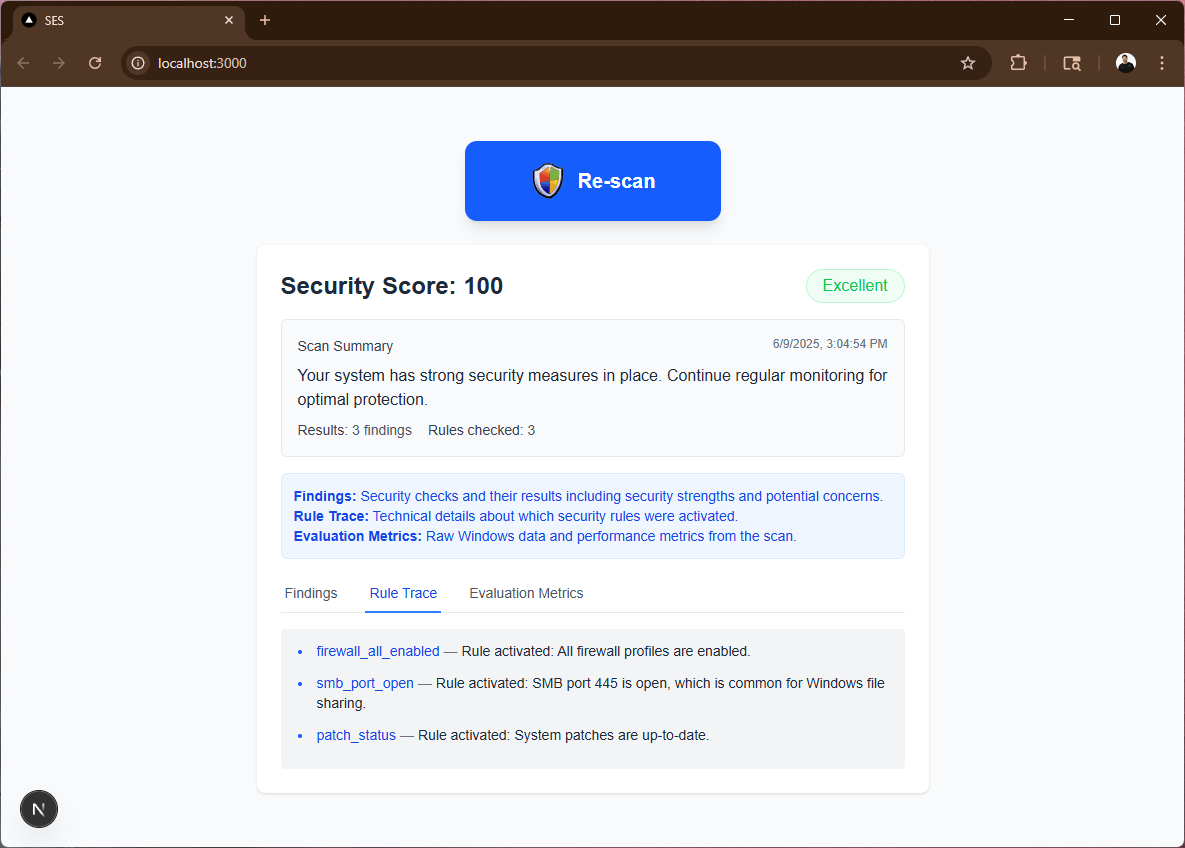 SES
localhost:3000
Re-scan
Security Score: 100
Excellent
Scan Summary
6/9/2025, 3:04:54 PM
Your system has strong security measures in place. Continue regular monitoring for
optimal protection.
Results: 3 findings Rules checked: 3
Findings: Security checks and their results including security strengths and potential concerns.
Rule Trace: Technical details about which security rules were activated.
Evaluation Metrics: Raw Windows data and performance metrics from the scan.
Findings Rule Trace Evaluation Metrics
• firewall_all_enabled — Rule activated: All firewall profiles are enabled.
• smb_port_open — Rule activated: SMB port 445 is open, which is common for Windows file
sharing.
• patch_status — Rule activated: System patches are up-to-date.
N